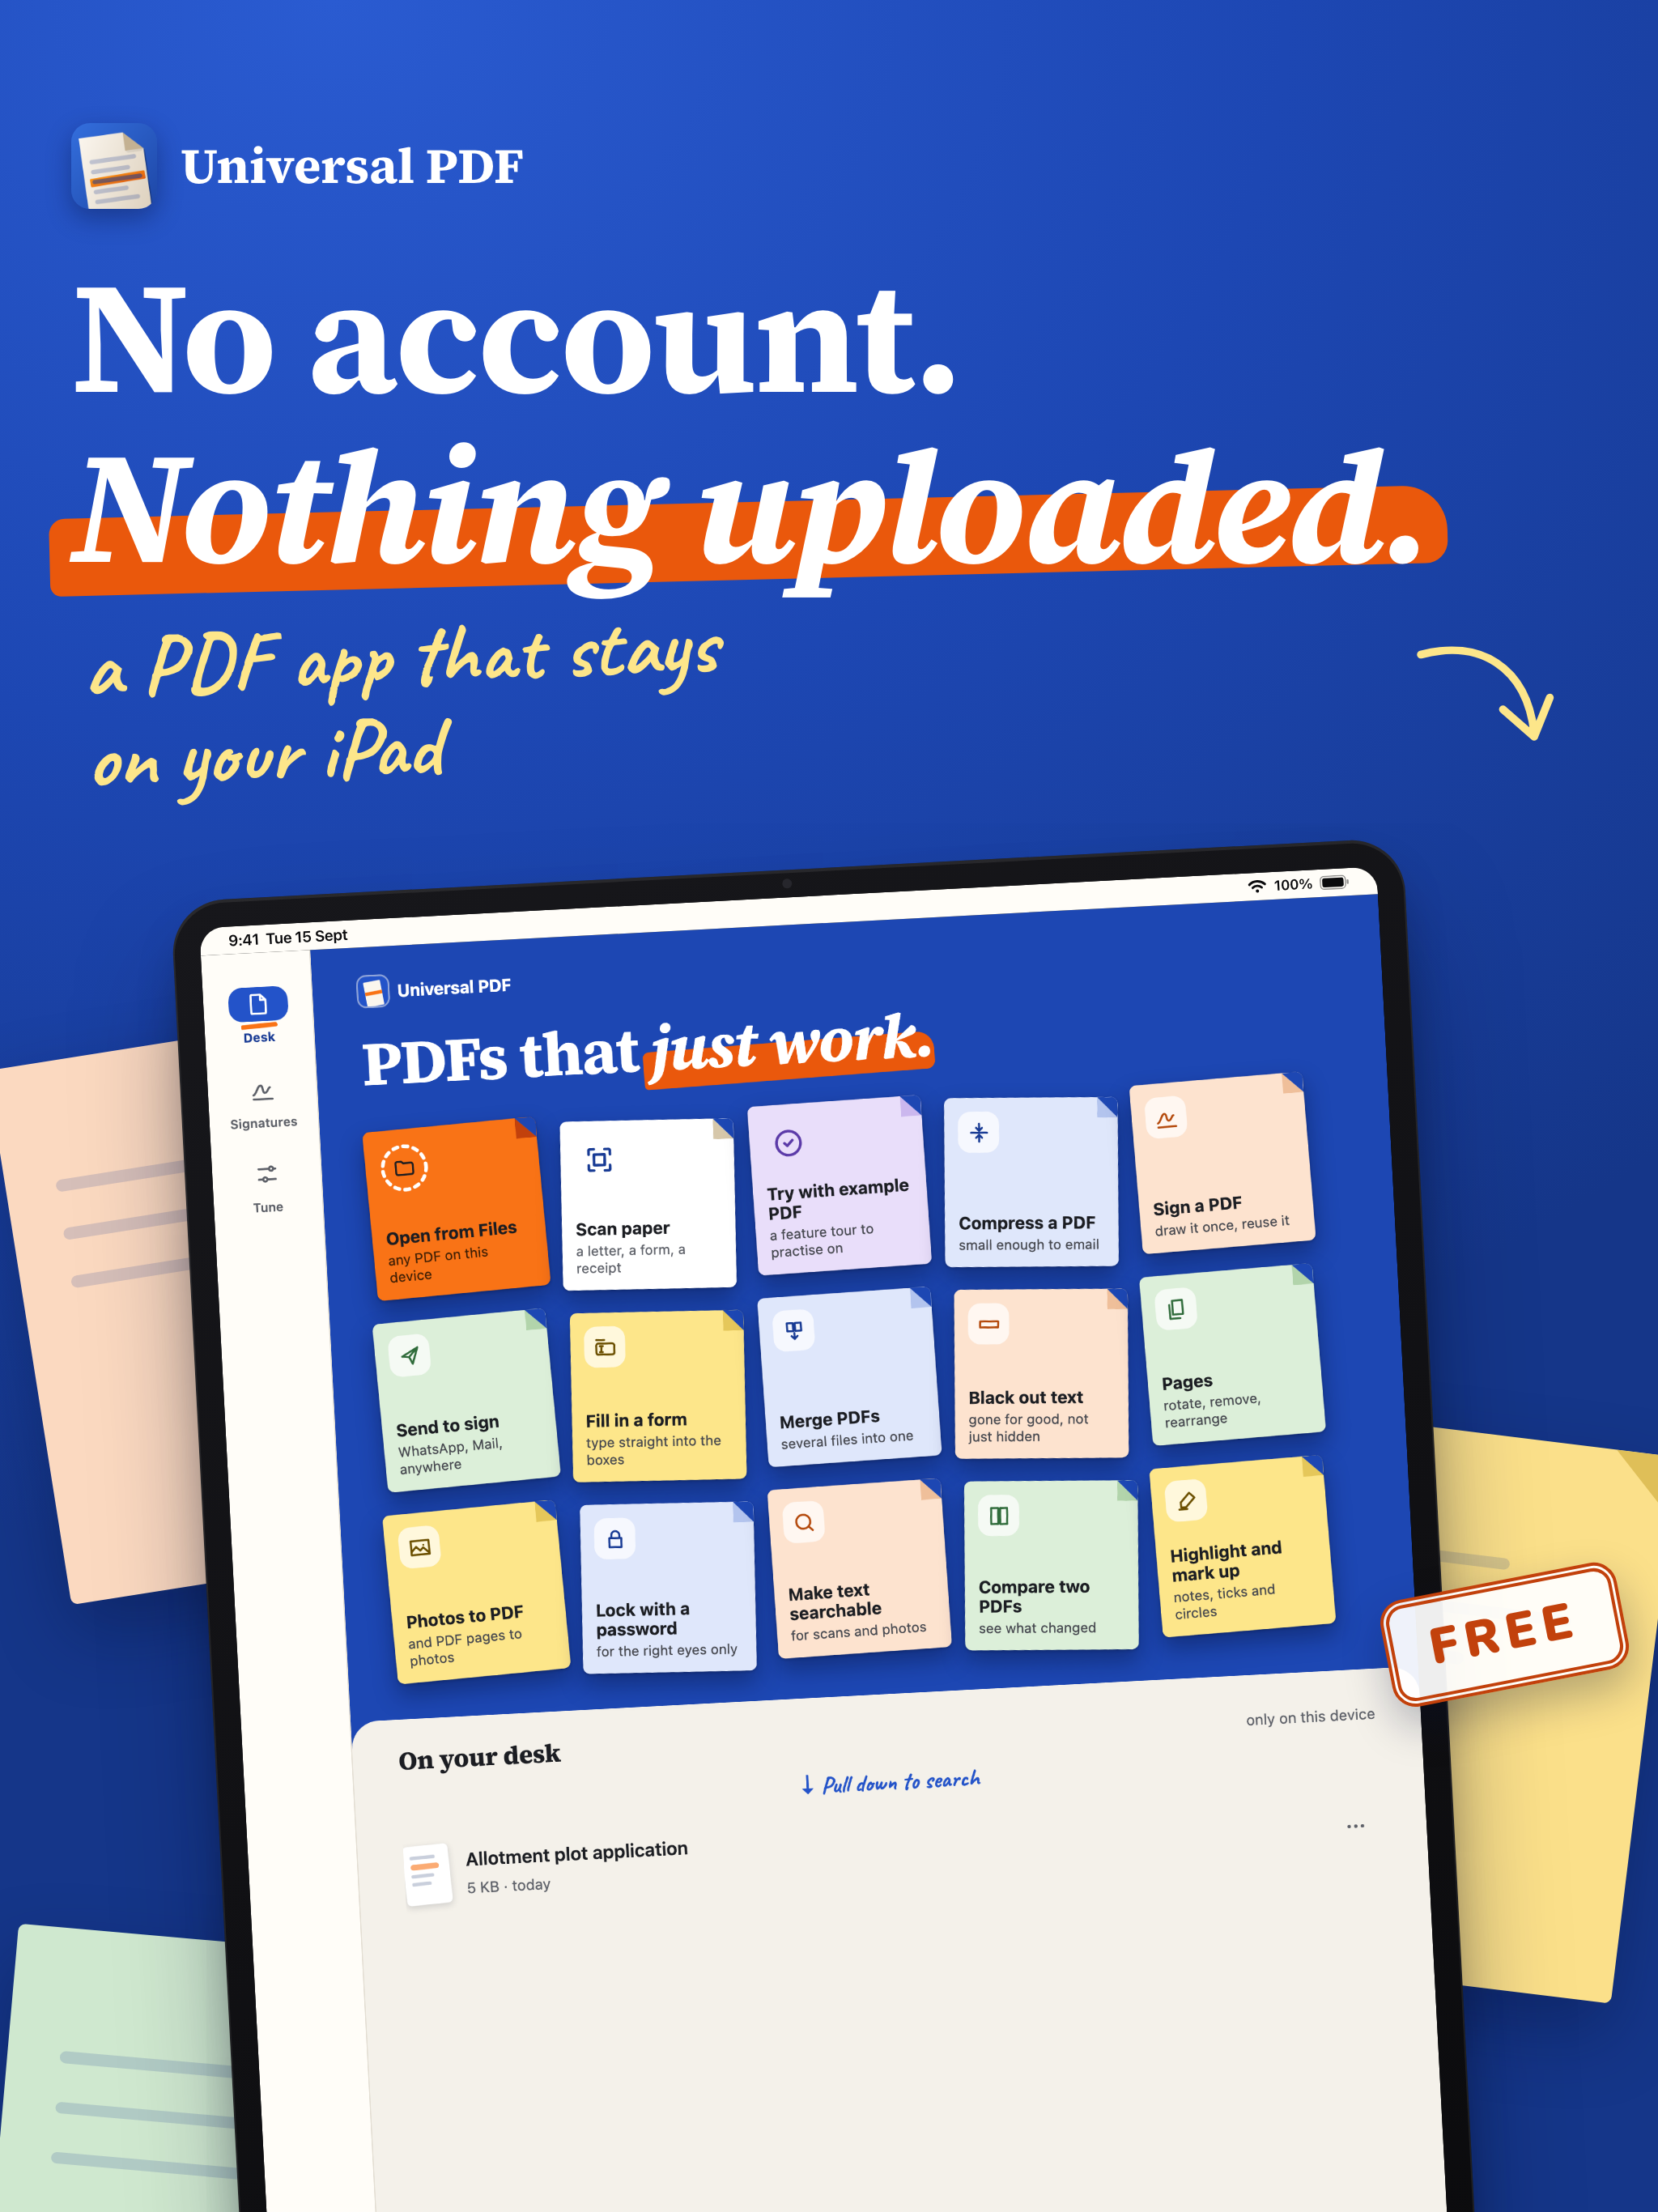 Universal PDF
No account.
Nothing uploaded.
a PDF app that stays
on your iPad
9:41 Tue 15 Sept
100%
Desk
Signatures
Tune
Universal PDF
PDFs that just work.
Open from Files
any PDF on this
device
Scan paper
a letter, a form, a
receipt
Try with example
PDF
a feature tour to
practise on
Compress a PDF
small enough to email
Sign a PDF
draw it once, reuse it
Send to sign
WhatsApp, Mail,
anywhere
Fill in a form
type straight into the
boxes
Merge PDFs
several files into one
Black out text
gone for good, not
just hidden
Pages
rotate, remove,
rearrange
Photos to PDF
and PDF pages to
photos
Lock with a
password
for the right eyes only
Make text
searchable
for scans and photos
Compare two
PDFs
see what changed
Highlight and
mark up
notes, ticks and
circles
FREE
On your desk
only on this device
↓ Pull down to search
Allotment plot application
5 KB · today